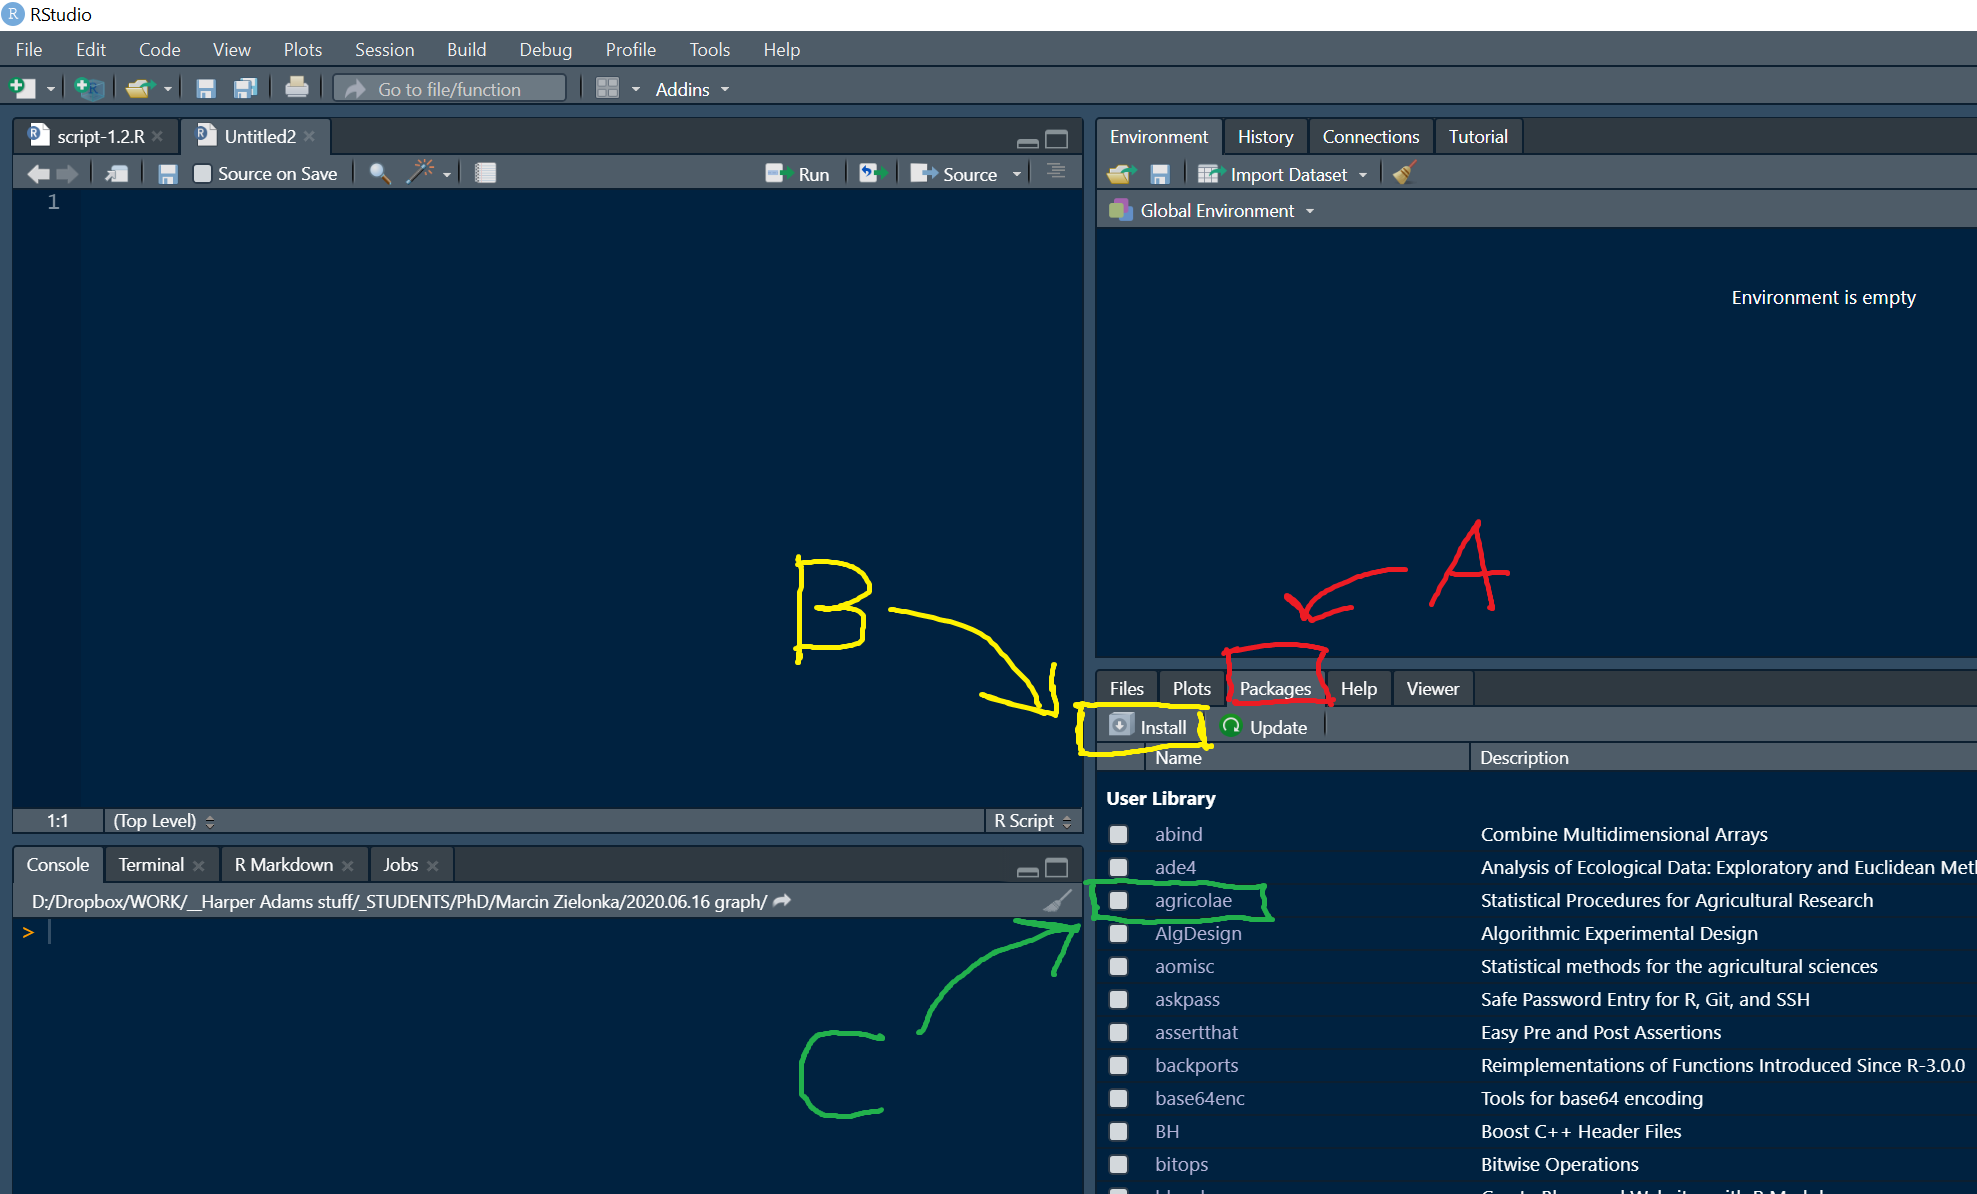 RStudio
File Edit Code View Plots Session Build Debug Profile Tools Help
Go to file/function Addins
script-1.2.R Untitled2
Source on Save Run Source
1
1:1 (Top Level) R Script
Console Terminal R Markdown Jobs
D:/Dropbox/WORK/__Harper Adams stuff/_STUDENTS/PhD/Marcin Zielonka/2020.06.16 graph/
>
Environment History Connections Tutorial
Import Dataset
Global Environment
Environment is empty
A
B
C
Files Plots Packages Help Viewer
Install Update
Name Description
User Library
abind Combine Multidimensional Arrays
ade4 Analysis of Ecological Data: Exploratory and Euclidean Met
agricolae Statistical Procedures for Agricultural Research
AlgDesign Algorithmic Experimental Design
aomisc Statistical methods for the agricultural sciences
askpass Safe Password Entry for R, Git, and SSH
assertthat Easy Pre and Post Assertions
backports Reimplementations of Functions Introduced Since R-3.0.0
base64enc Tools for base64 encoding
BH Boost C++ Header Files
bitops Bitwise Operations